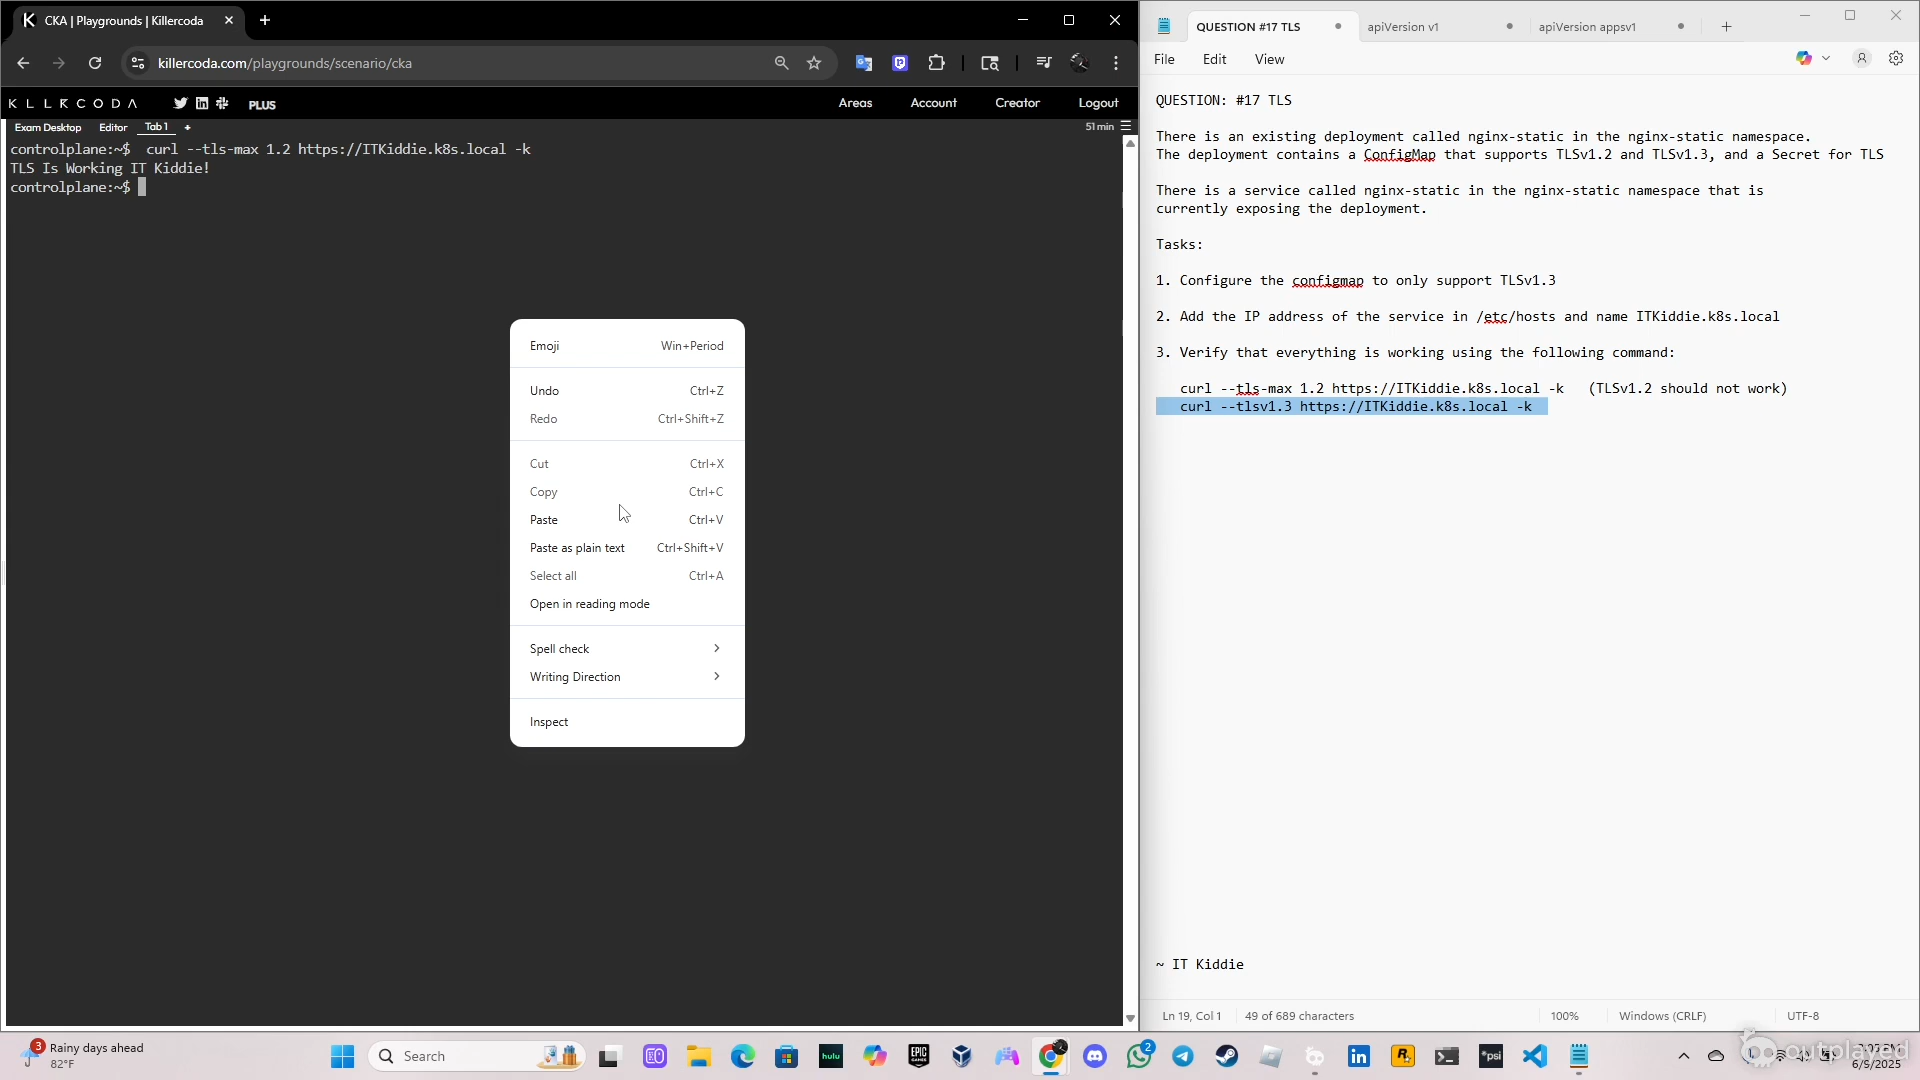 CKA | Playgrounds | Killercoda
killercoda.com/playgrounds/scenario/cka
KLLRCODA
PLUS
Areas
Account
Creator
Logout
Exam Desktop
Editor
Tab 1
+
51 min
controlplane:~$  curl --tls-max 1.2 https://ITKiddie.k8s.local -k
TLS Is Working IT Kiddie!
controlplane:~$
Emoji Win+Period
Undo Ctrl+Z
Redo Ctrl+Shift+Z
Cut Ctrl+X
Copy Ctrl+C
Paste Ctrl+V
Paste as plain text Ctrl+Shift+V
Select all Ctrl+A
Open in reading mode
Spell check
Writing Direction
Inspect
QUESTION #17 TLS
apiVersion v1
apiVersion appsv1
File
Edit
View
QUESTION: #17 TLS
There is an existing deployment called nginx-static in the nginx-static namespace.
The deployment contains a ConfigMap that supports TLSv1.2 and TLSv1.3, and a Secret for TLS
There is a service called nginx-static in the nginx-static namespace that is
currently exposing the deployment.
Tasks:
1. Configure the configmap to only support TLSv1.3
2. Add the IP address of the service in /etc/hosts and name ITKiddie.k8s.local
3. Verify that everything is working using the following command:
curl --tls-max 1.2 https://ITKiddie.k8s.local -k   (TLSv1.2 should not work)
curl --tlsv1.3 https://ITKiddie.k8s.local -k
~ IT Kiddie
Ln 19, Col 1
49 of 689 characters
100%
Windows (CRLF)
UTF-8
3
Rainy days ahead
82°F
Search
hulu
EPIC GAMES
2
*psi
outplayed
6/9/2025